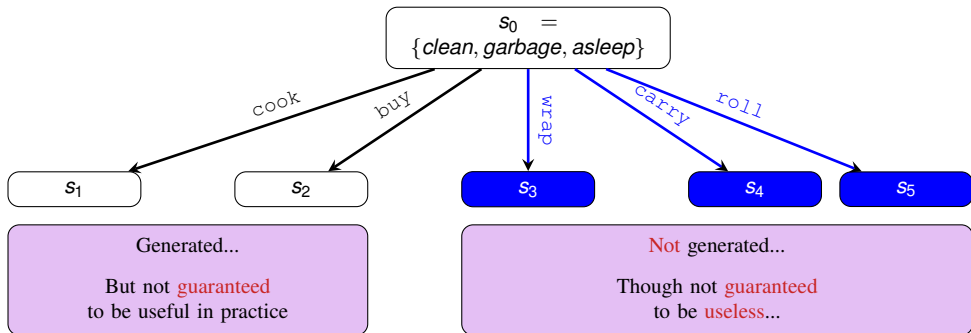 s₀ =
{clean, garbage, asleep}
cook
buy
wrap
carry
roll
s₁
s₂
s₃
s₄
s₅
Generated...
But not guaranteed
to be useful in practice
Not generated...
Though not guaranteed
to be useless...